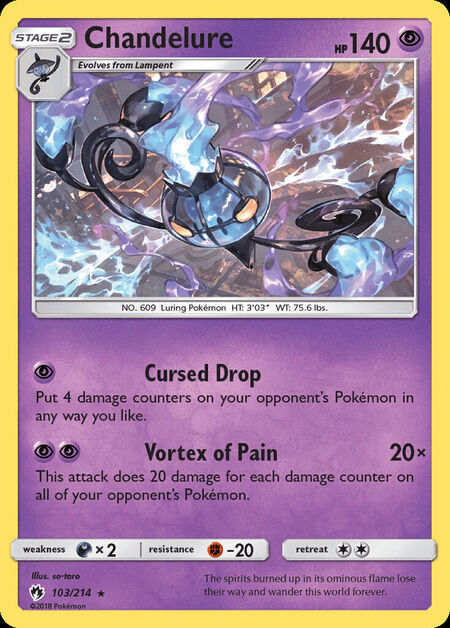 STAGE2
Chandelure
HP140
Evolves from Lampent
NO. 609 Luring Pokémon HT: 3'03" WT: 75.6 lbs.
Cursed Drop
Put 4 damage counters on your opponent's Pokémon in
any way you like.
Vortex of Pain 20×
This attack does 20 damage for each damage counter on
all of your opponent's Pokémon.
weakness ×2 resistance -20 retreat
Illus. so-taro
103/214 ★
©2018 Pokémon
The spirits burned up in its ominous flame lose
their way and wander this world forever.